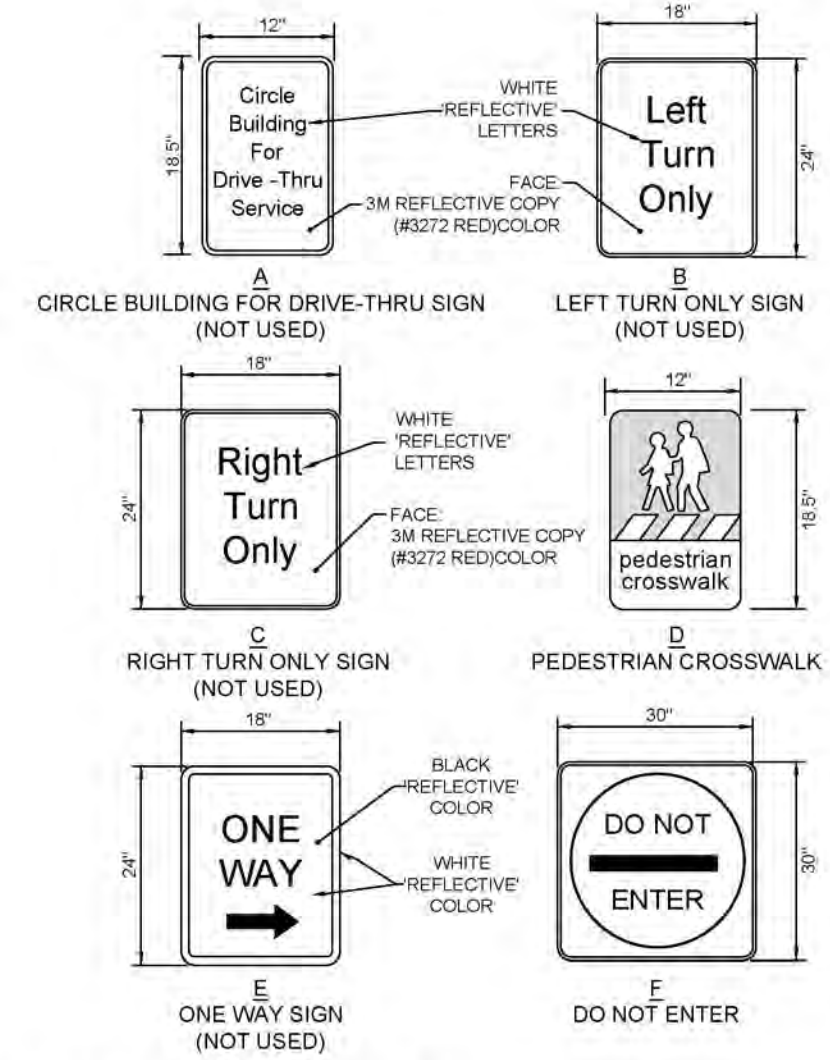 12"
18.5"
Circle
Building
For
Drive -Thru
Service
WHITE
'REFLECTIVE'
LETTERS
FACE:
3M REFLECTIVE COPY
(#3272 RED)COLOR
18"
24"
Left
Turn
Only
A
CIRCLE BUILDING FOR DRIVE-THRU SIGN
(NOT USED)
B
LEFT TURN ONLY SIGN
(NOT USED)
18"
24"
Right
Turn
Only
WHITE
'REFLECTIVE'
LETTERS
FACE:
3M REFLECTIVE COPY
(#3272 RED)COLOR
12"
18.5"
pedestrian
crosswalk
C
RIGHT TURN ONLY SIGN
(NOT USED)
D
PEDESTRIAN CROSSWALK
18"
24"
ONE
WAY
BLACK
'REFLECTIVE'
COLOR
WHITE
'REFLECTIVE'
COLOR
30"
30"
DO NOT
ENTER
E
ONE WAY SIGN
(NOT USED)
F
DO NOT ENTER